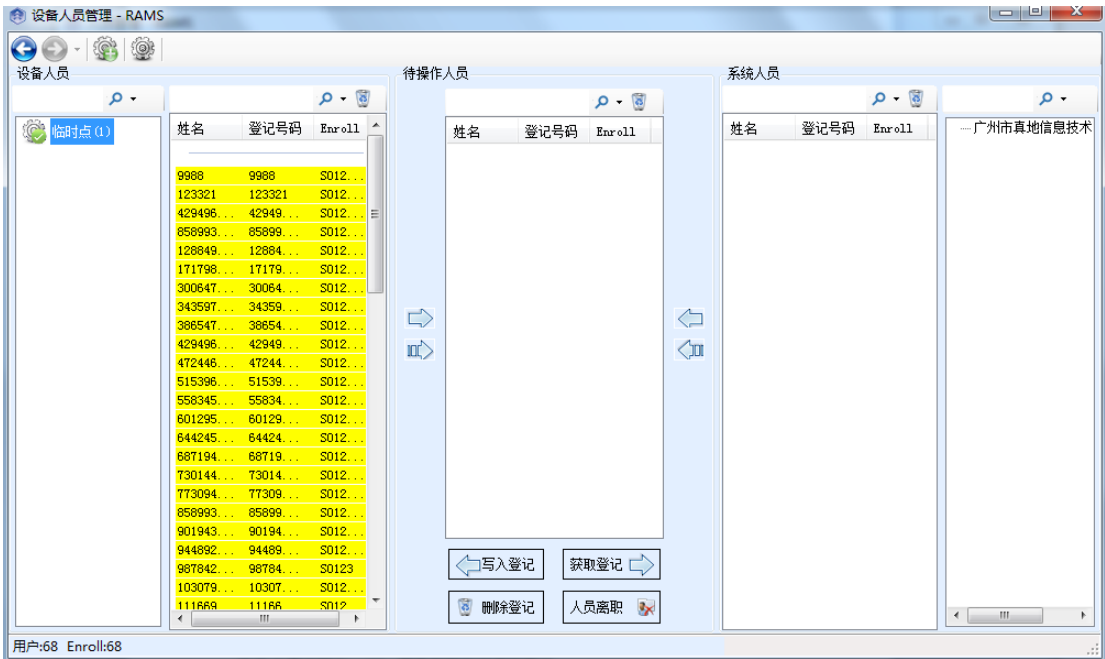 设备人员管理 - RAMS
设备人员
待操作人员
系统人员
临时点(1)
姓名 登记号码 Enroll
姓名 登记号码 Enroll
姓名 登记号码 Enroll
广州市真地信息技术
9988 9988 S012...
123321 123321 S012...
429496... 42949... S012...
858993... 85899... S012...
128849... 12884... S012...
171798... 17179... S012...
300647... 30064... S012...
343597... 34359... S012...
386547... 38654... S012...
429496... 42949... S012...
472446... 47244... S012...
515396... 51539... S012...
558345... 55834... S012...
601295... 60129... S012...
644245... 64424... S012...
687194... 68719... S012...
730144... 73014... S012...
773094... 77309... S012...
858993... 85899... S012...
901943... 90194... S012...
944892... 94489... S012...
987842... 98784... S0123
103079... 10307... S012...
111669 11166 S012
写入登记 获取登记
删除登记 人员离职
用户:68 Enroll:68